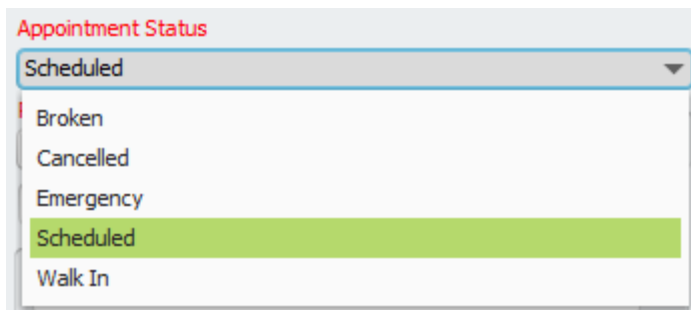 Appointment Status
Scheduled
Broken
Cancelled
Emergency
Scheduled
Walk In